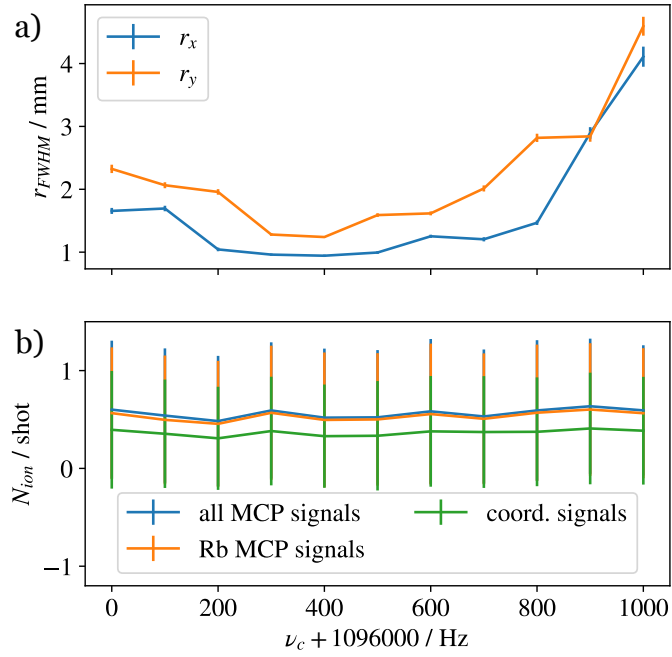 a)
r_x
r_y
r_FWHM / mm
4
3
2
1
b)
N_ion / shot
1
0
−1
all MCP signals
Rb MCP signals
coord. signals
0 200 400 600 800 1000
ν_c + 1096000 / Hz